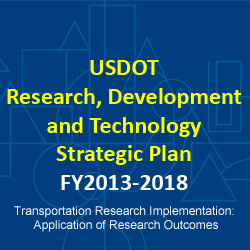 USDOT
Research, Development
and Technology
Strategic Plan
FY2013-2018
Transportation Research Implementation:
Application of Research Outcomes